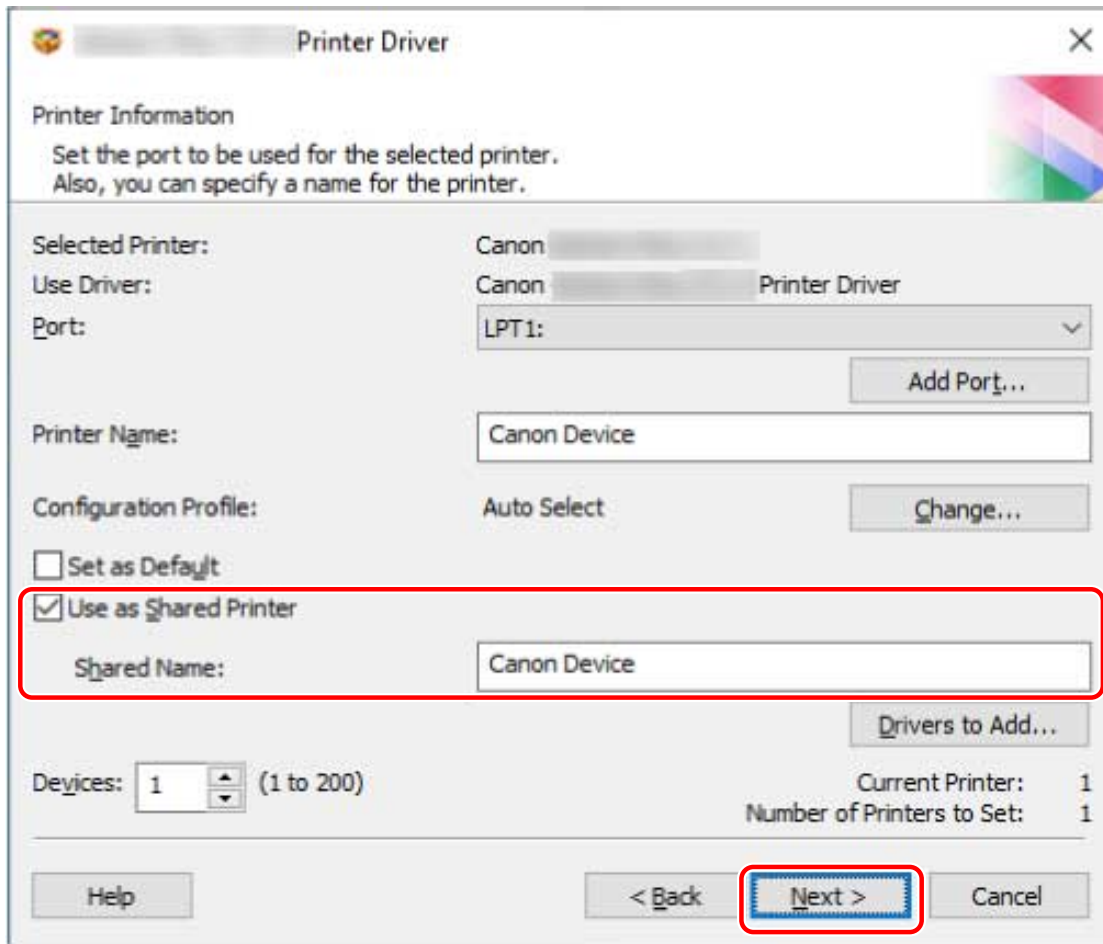 Printer Driver
Printer Information
Set the port to be used for the selected printer.
Also, you can specify a name for the printer.
Selected Printer: Canon
Use Driver: Canon Printer Driver
Port: LPT1:
Add Port...
Printer Name: Canon Device
Configuration Profile: Auto Select Change...
Set as Default
Use as Shared Printer
Shared Name: Canon Device
Drivers to Add...
Devices: 1 (1 to 200) Current Printer: 1
Number of Printers to Set: 1
Help < Back Next > Cancel